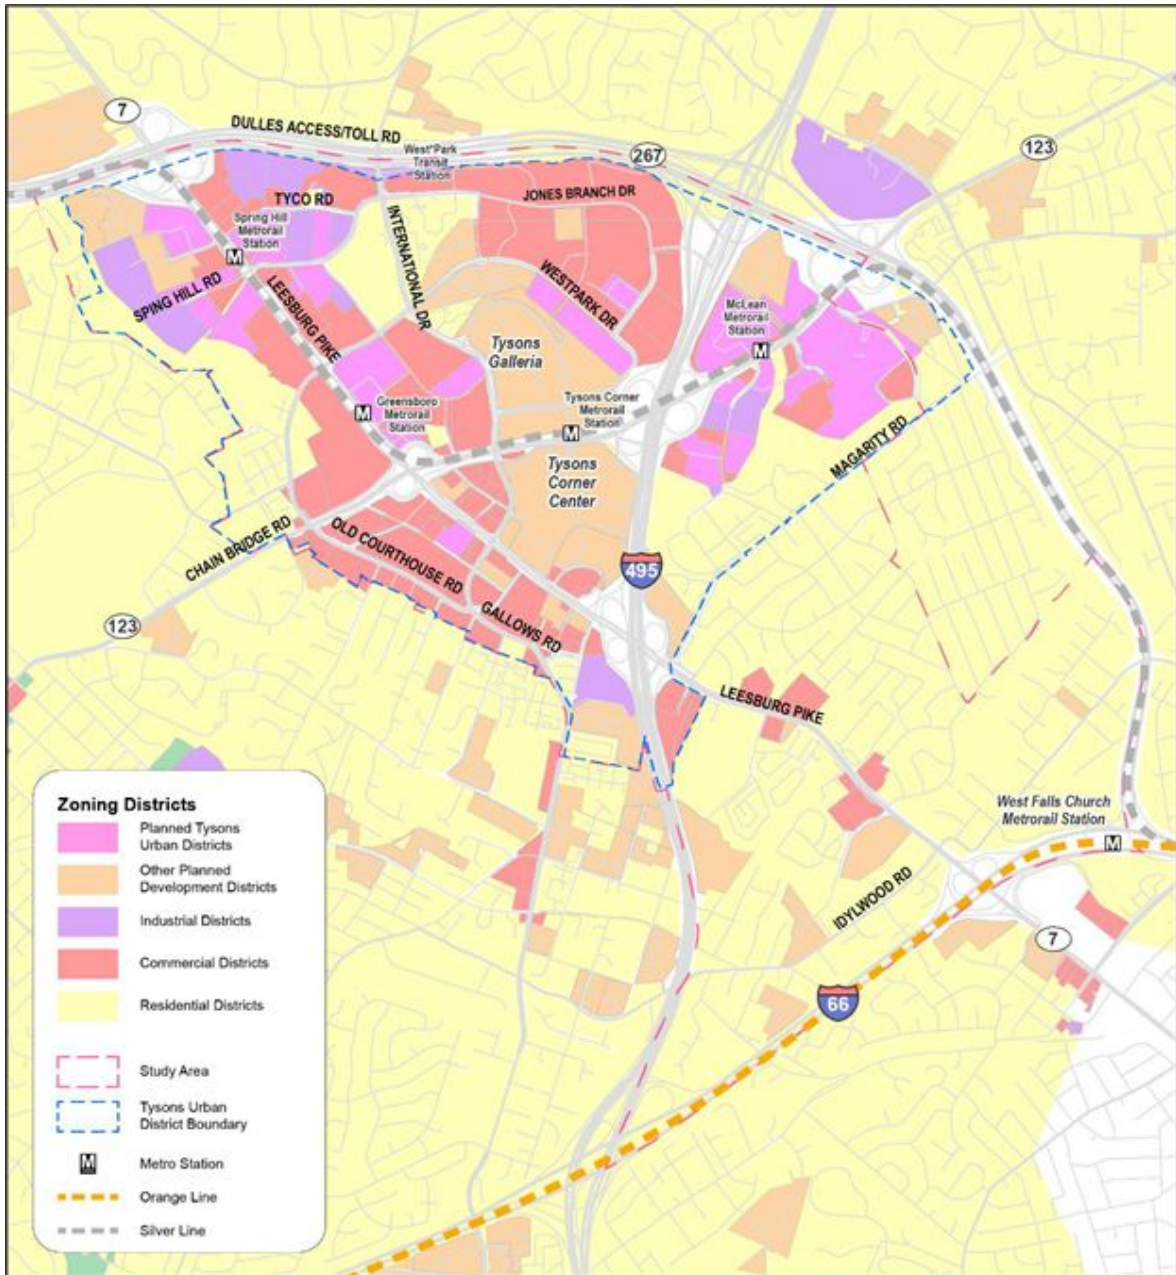 7
DULLES ACCESS/TOLL RD
West*Park
Transit
Station
267
123
TYCO RD
JONES BRANCH DR
Spring Hill
Metrorail
Station
INTERNATIONAL DR
SPING HILL RD
LEESBURG PIKE
WESTPARK DR
McLean
Metrorail
Station
Tysons
Galleria
Greensboro
Metrorail
Station
Tysons Corner
Metrorail
Station
MAGARITY RD
Tysons
Corner
Center
CHAIN BRIDGE RD
OLD COURTHOUSE RD
495
GALLOWS RD
123
LEESBURG PIKE
West Falls Church
Metrorail Station
IDYLWOOD RD
7
66
Zoning Districts
Planned Tysons
Urban Districts
Other Planned
Development Districts
Industrial Districts
Commercial Districts
Residential Districts
Study Area
Tysons Urban
District Boundary
M
Metro Station
Orange Line
Silver Line